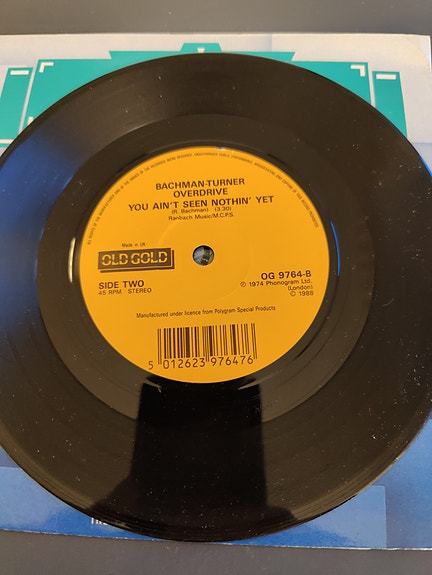 BACHMAN-TURNER
OVERDRIVE
YOU AIN'T SEEN NOTHIN' YET
(R. Bachman) (3.30)
Ranbach Music/M.C.P.S.
Made in UK
OLD GOLD
SIDE TWO
45 RPM STEREO
OG 9764-B
℗ 1974 Phonogram Ltd.
(London)
© 1988
Manufactured under licence from Polygram Special Products
5 012623 976476